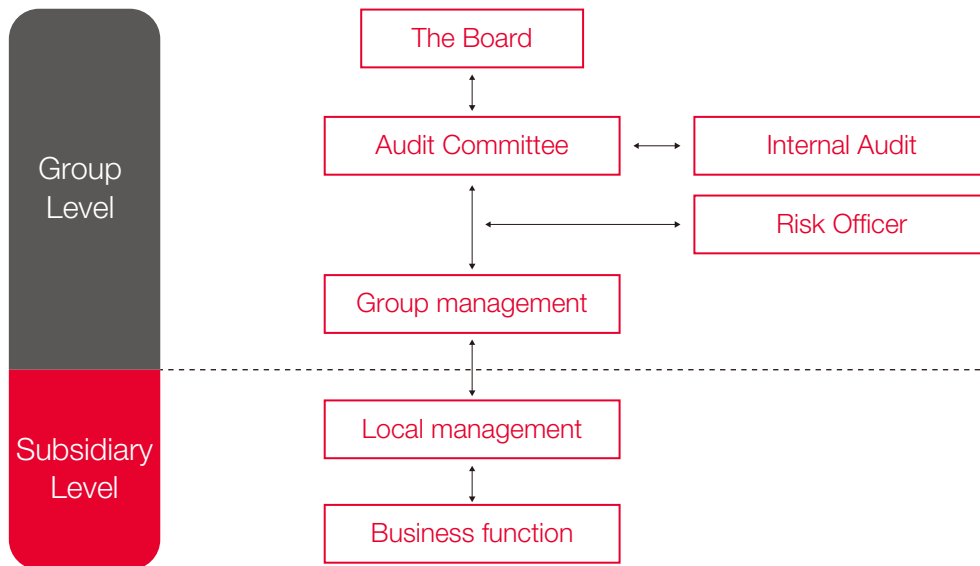 The Board
Audit Committee
Internal Audit
Group
Level
Risk Officer
Group management
Local management
Subsidiary
Level
Business function